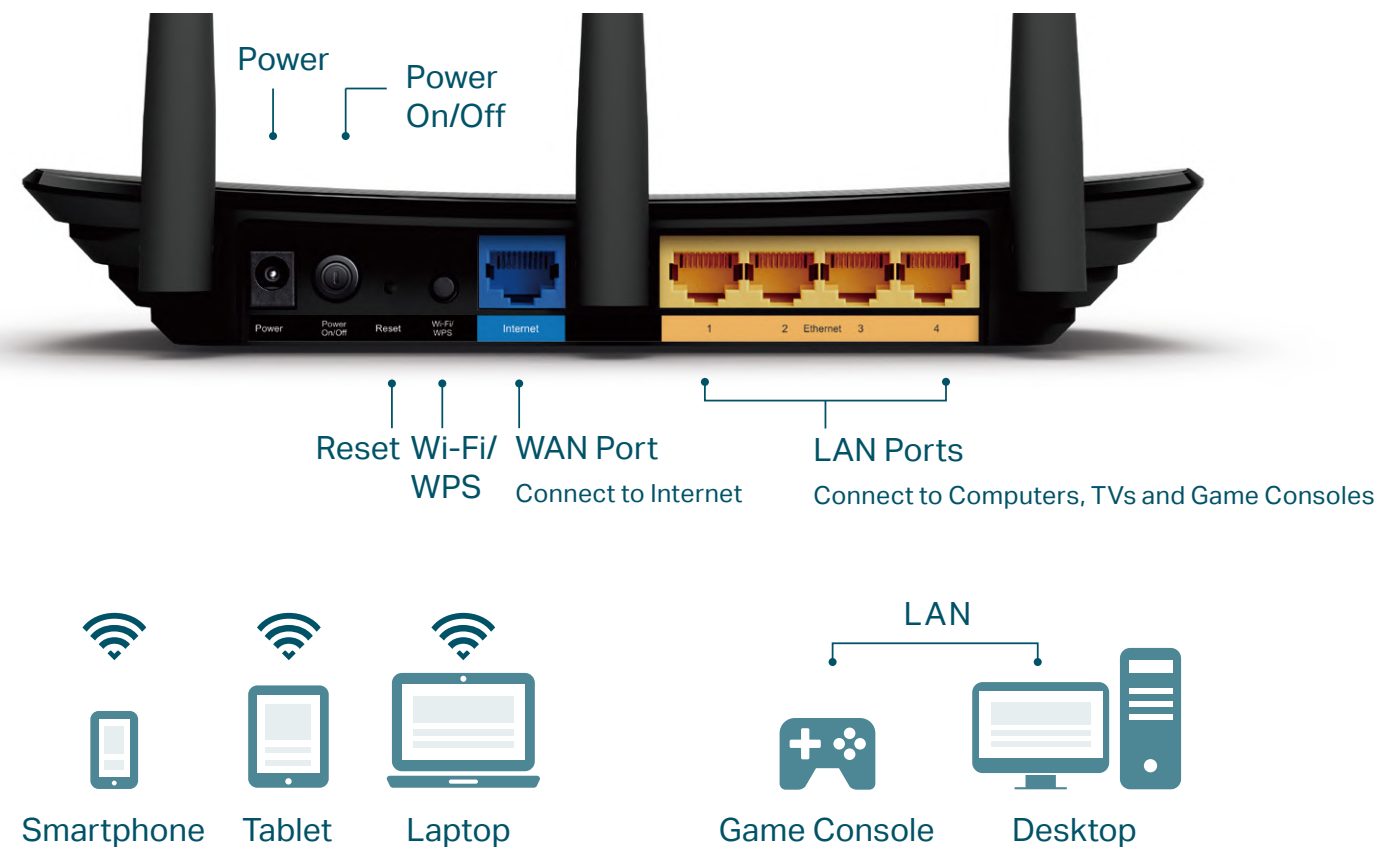 Power
Power
On/Off
Power
Power
On/Off
Reset
Wi-Fi/
WPS
Internet
1
2
Ethernet
3
4
Reset
Wi-Fi/
WPS
WAN Port
Connect to Internet
LAN Ports
Connect to Computers, TVs and Game Consoles
LAN
Smartphone
Tablet
Laptop
Game Console
Desktop